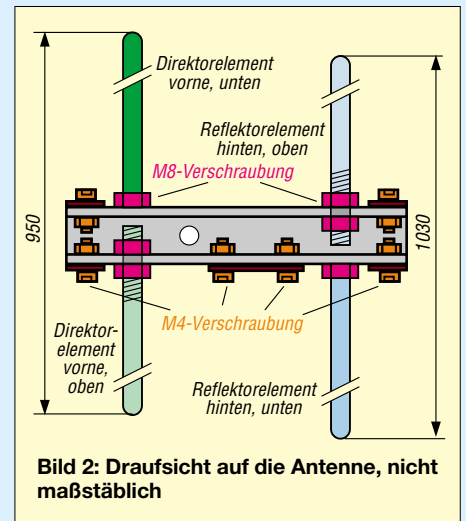 Direktorelement
vorne, unten
Reflektorelement
hinten, oben
M8-Verschraubung
950
1030
M4-Verschraubung
Direktor-
element
vorne,
oben
Reflektorelement
hinten, unten
Bild 2: Draufsicht auf die Antenne, nicht
maßstäblich